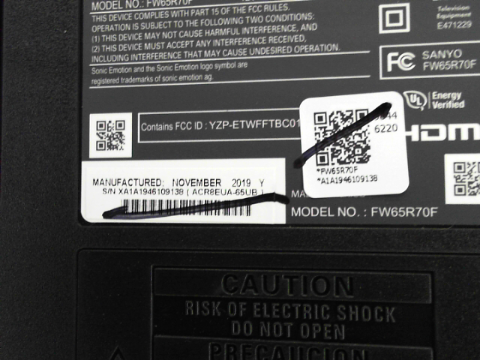 MODEL NO.: FW65R70F
THIS DEVICE COMPLIES WITH PART 15 OF THE FCC RULES.
OPERATION IS SUBJECT TO THE FOLLOWING TWO CONDITIONS:
(1) THIS DEVICE MAY NOT CAUSE HARMFUL INTERFERENCE, AND
(2) THIS DEVICE MUST ACCEPT ANY INTERFERENCE RECEIVED,
INCLUDING INTERFERENCE THAT MAY CAUSE UNDESIRED OPERATION.
Sonic Emotion and the Sonic Emotion logo symbol are
registered trademarks of sonic emotion ag.
Television
Equipment
E471229
FC SANYO
FW65R70F
UL Energy
Verified
HDMI
Contains FCC ID : YZP-ETWFFTBC01
6220
*FW65R70F
*A1A1946109138
MANUFACTURED: NOVEMBER 2019 Y
S/N XA1A1946109138 ( ACR8EUA-65UB )
MODEL NO. : FW65R70F
CAUTION
RISK OF ELECTRIC SHOCK
DO NOT OPEN
PRECAUCIÓN